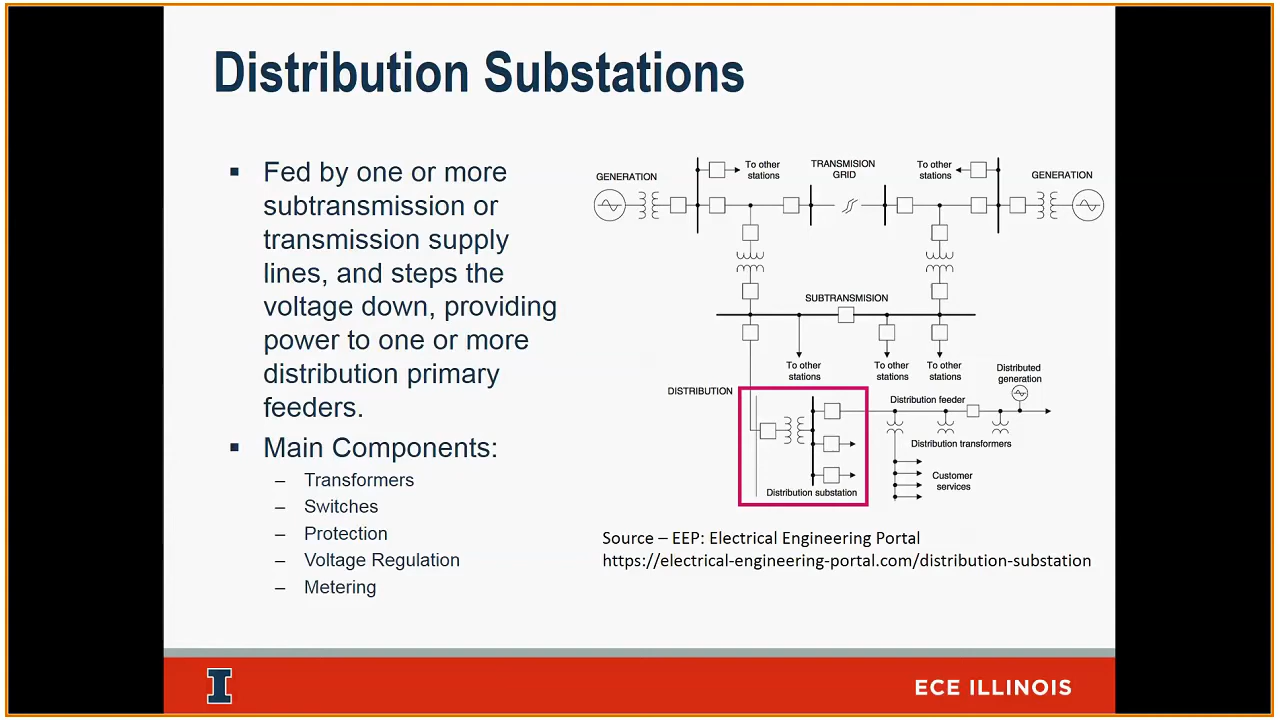 Distribution Substations
▪ Fed by one or more
subtransmission or
transmission supply
lines, and steps the
voltage down, providing
power to one or more
distribution primary
feeders.
▪ Main Components:
– Transformers
– Switches
– Protection
– Voltage Regulation
– Metering
GENERATION
To other
stations
TRANSMISION
GRID
To other
stations
GENERATION
SUBTRANSMISION
To other
stations
To other
stations
To other
stations
DISTRIBUTION
Distributed
generation
Distribution feeder
Distribution transformers
Customer
services
Distribution substation
Source – EEP: Electrical Engineering Portal
https://electrical-engineering-portal.com/distribution-substation
I
ECE ILLINOIS